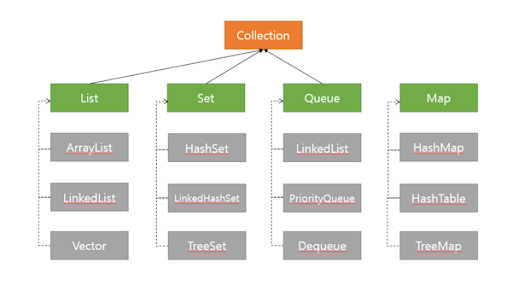 Collection
List
Set
Queue
Map
ArrayList
HashSet
LinkedList
HashMap
LinkedList
LinkedHashSet
PriorityQueue
HashTable
Vector
TreeSet
Dequeue
TreeMap